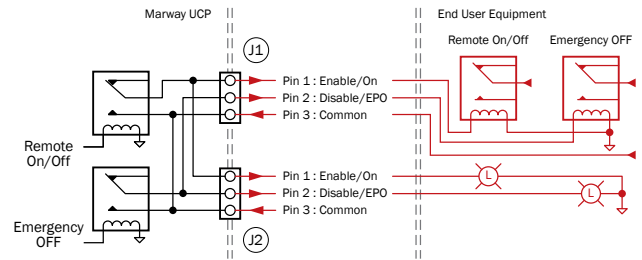 Marway UCP
End User Equipment
J1
Remote On/Off
Emergency OFF
Pin 1 : Enable/On
Pin 2 : Disable/EPO
Pin 3 : Common
Remote
On/Off
Pin 1 : Enable/On
L
Pin 2 : Disable/EPO
L
Pin 3 : Common
Emergency
OFF
J2